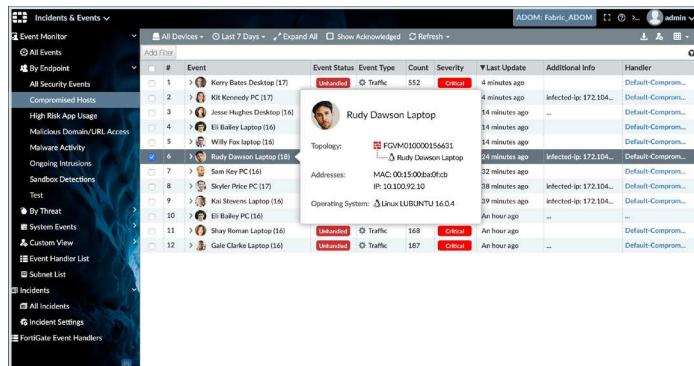 Incidents & Events
ADOM: Fabric_ADOM
admin
Event Monitor
All Events
By Endpoint
All Security Events
Compromised Hosts
High Risk App Usage
Malicious Domain/URL Access
Malware Activity
Ongoing Intrusions
Sandbox Detections
Test
By Threat
System Events
Custom View
Event Handler List
Subnet List
Incidents
All Incidents
Incident Settings
FortiGate Event Handlers
All Devices
Last 7 Days
Expand All
Show Acknowledged
Refresh
Add Filter
# Event Event Status Event Type Count Severity ▼Last Update Additional Info Handler
1 Kerry Bates Desktop (17) Unhandled Traffic 552 Critical 4 minutes ago Default-Comprom...
2 Kit Kennedy PC (17) 4 minutes ago infected-ip: 172.104... Default-Comprom...
3 Jesse Hughes Desktop (16) 14 minutes ago ... Default-Comprom...
4 Eli Bailey Laptop (16) 14 minutes ago Default-Comprom...
5 Willy Fox laptop (16) 14 minutes ago Default-Comprom...
6 Rudy Dawson Laptop (18) 24 minutes ago infected-ip: 172.104... Default-Comprom...
7 Sam Key PC (16) 32 minutes ago Default-Comprom...
8 Skyler Price PC (17) 38 minutes ago infected-ip: 172.104... Default-Comprom...
9 Kai Stevens Laptop (16) 39 minutes ago infected-ip: 172.104... Default-Comprom...
10 Eli Bailey PC (16) An hour ago ... ...
11 Shay Roman Laptop (16) Unhandled Traffic 168 Critical An hour ago Default-Comprom...
12 Gale Clarke Laptop (16) Unhandled Traffic 187 Critical An hour ago ... Default-Comprom...
Rudy Dawson Laptop
Topology: FGVM010000156631
Rudy Dawson Laptop
Addresses: MAC: 00:15:00:ba:0f:cb
IP: 10.100.92.10
Operating System: Linux LUBUNTU 16.0.4